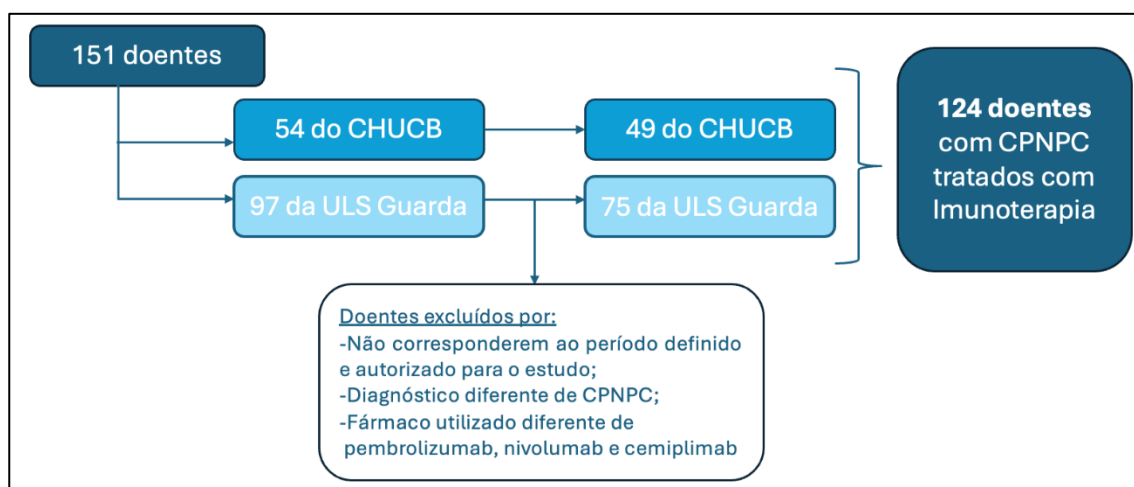 151 doentes
54 do CHUCB
49 do CHUCB
97 da ULS Guarda
75 da ULS Guarda
124 doentes
com CPNPC
tratados com
Imunoterapia
Doentes excluídos por:
-Não corresponderem ao período definido
e autorizado para o estudo;
-Diagnóstico diferente de CPNPC;
-Fármaco utilizado diferente de
pembrolizumab, nivolumab e cemiplimab